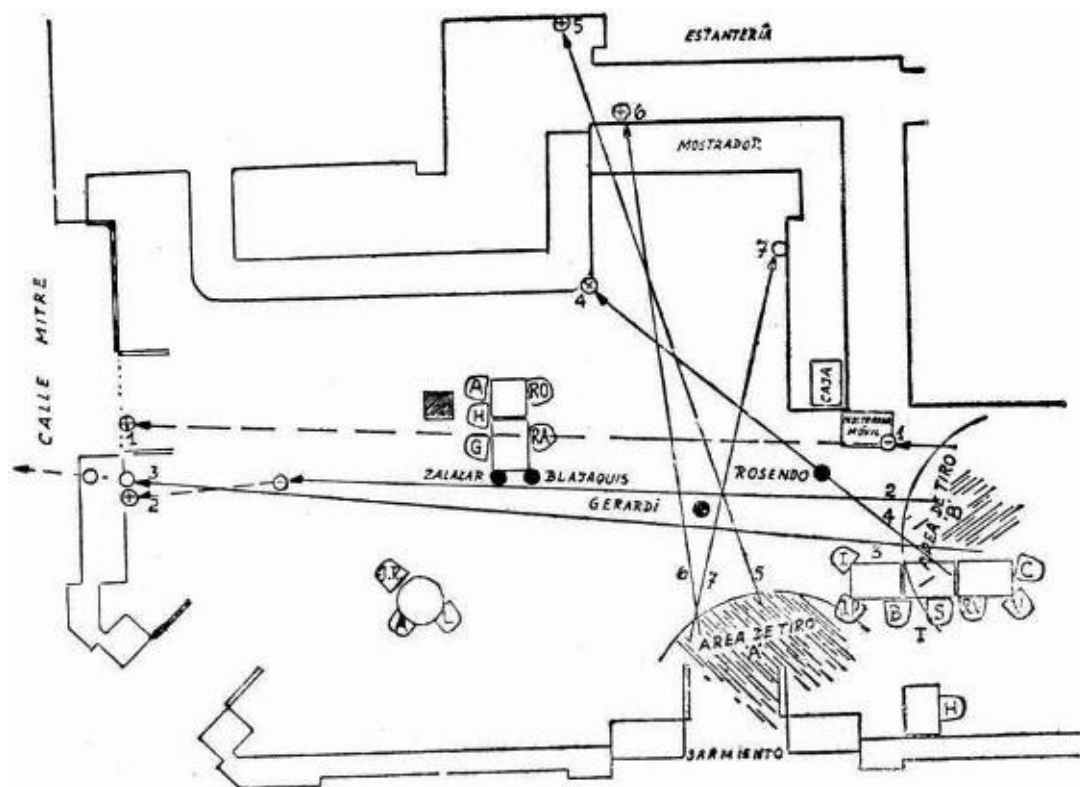 5
ESTANTERÍA
6
MOSTRADOR.
7
4
CALLE MITRE
CAJA
A
RO
H
G
RA
1
MÓVIL
1
3
2
ZALAZAR
BLAJAQUIS
ROSENDO
GERARDI
2
4
3
AREA DE TIRO
"B"
I
C
B
S
I
6
7
5
AREA DE TIRO
"A"
J.R
A
L
H
SARMIENTO